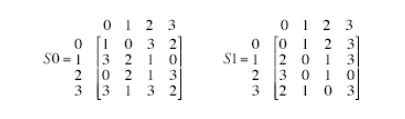 0 1 2 3 0 1 2 3
0 [1 0 3 2] 0 [0 1 2 3]
S0 = 1 [3 2 1 0] S1 = 1 [2 0 1 3]
2 [0 2 1 3] 2 [3 0 1 0]
3 [3 1 3 2] 3 [2 1 0 3]